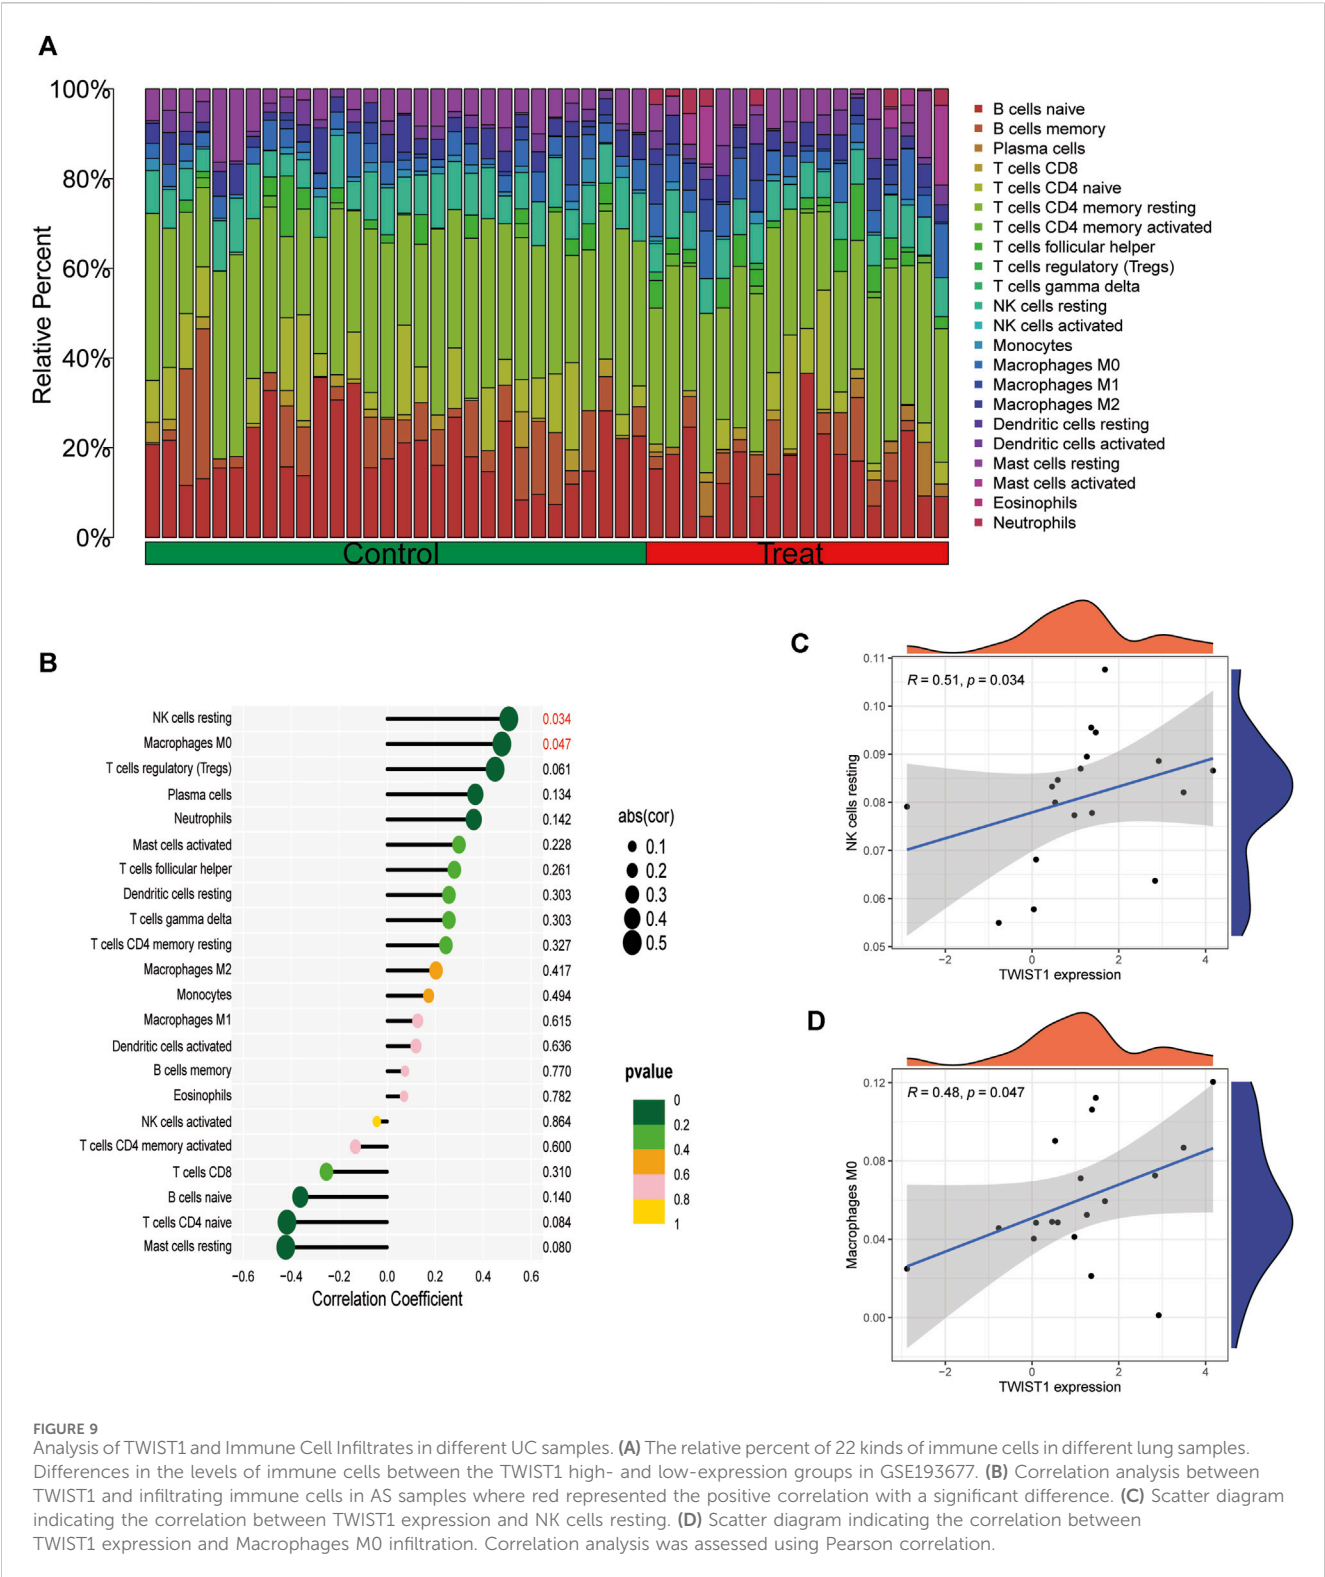 A
100%
80%
60%
40%
20%
0%
Relative Percent
Control
Treat
B cells naive
B cells memory
Plasma cells
T cells CD8
T cells CD4 naive
T cells CD4 memory resting
T cells CD4 memory activated
T cells follicular helper
T cells regulatory (Tregs)
T cells gamma delta
NK cells resting
NK cells activated
Monocytes
Macrophages M0
Macrophages M1
Macrophages M2
Dendritic cells resting
Dendritic cells activated
Mast cells resting
Mast cells activated
Eosinophils
Neutrophils
B
NK cells resting 0.034
Macrophages M0 0.047
T cells regulatory (Tregs) 0.061
Plasma cells 0.134
Neutrophils 0.142
Mast cells activated 0.228
T cells follicular helper 0.261
Dendritic cells resting 0.303
T cells gamma delta 0.303
T cells CD4 memory resting 0.327
Macrophages M2 0.417
Monocytes 0.494
Macrophages M1 0.615
Dendritic cells activated 0.636
B cells memory 0.770
Eosinophils 0.782
NK cells activated 0.864
T cells CD4 memory activated 0.600
T cells CD8 0.310
B cells naive 0.140
T cells CD4 naive 0.084
Mast cells resting 0.080
−0.6 −0.4 −0.2 0.0 0.2 0.4 0.6
Correlation Coefficient
abs(cor)
0.1
0.2
0.3
0.4
0.5
pvalue
0
0.2
0.4
0.6
0.8
1
C
R = 0.51, p = 0.034
0.11
0.10
0.09
0.08
0.07
0.06
0.05
NK cells resting
−2 0 2 4
TWIST1 expression
D
R = 0.48, p = 0.047
0.12
0.08
0.04
0.00
Macrophages M0
−2 0 2 4
TWIST1 expression
FIGURE 9
Analysis of TWIST1 and Immune Cell Infiltrates in different UC samples. (A) The relative percent of 22 kinds of immune cells in different lung samples.
Differences in the levels of immune cells between the TWIST1 high- and low-expression groups in GSE193677. (B) Correlation analysis between
TWIST1 and infiltrating immune cells in AS samples where red represented the positive correlation with a significant difference. (C) Scatter diagram
indicating the correlation between TWIST1 expression and NK cells resting. (D) Scatter diagram indicating the correlation between
TWIST1 expression and Macrophages M0 infiltration. Correlation analysis was assessed using Pearson correlation.